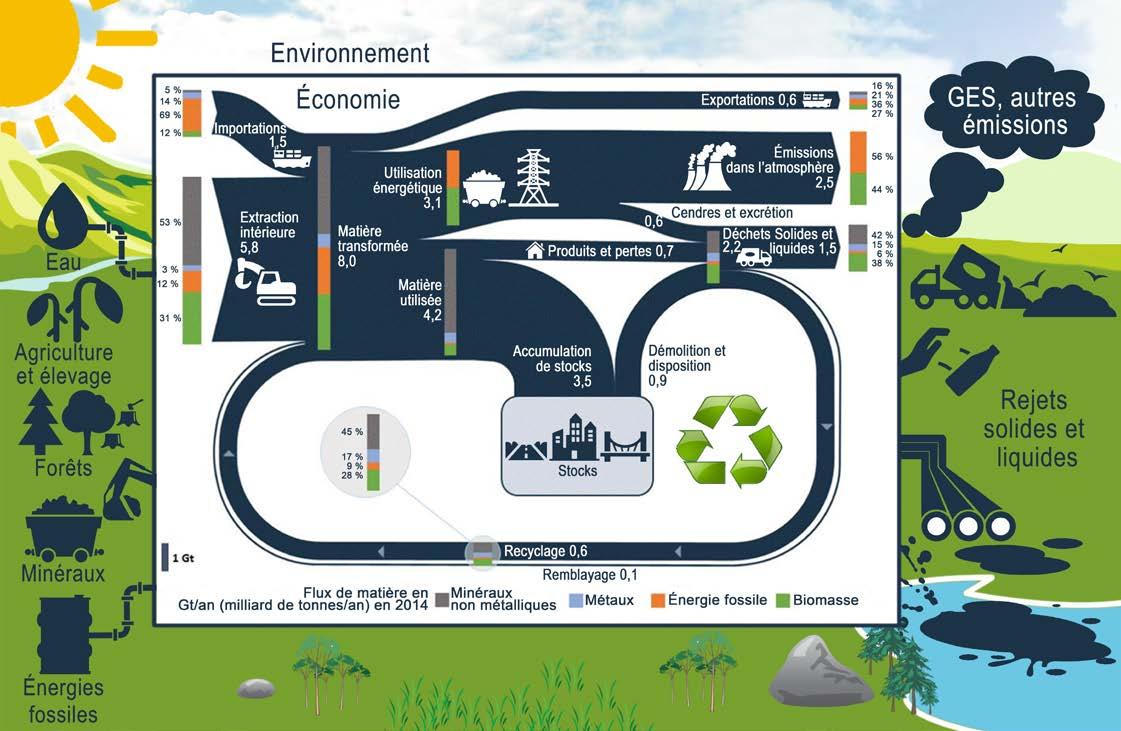 Environnement
Économie
5 %
14 %
69 %
12 %
Importations
1,5
Exportations 0,6
16 %
21 %
36 %
27 %
GES, autres
émissions
Utilisation
énergétique
3,1
Émissions
dans l'atmosphère
2,5
56 %
44 %
53 %
3 %
12 %
31 %
Extraction
intérieure
5,8
Matière
transformée
8,0
Cendres et excrétion
0,6
Produits et pertes 0,7
Déchets Solides et
2,2 liquides 1,5
42 %
15 %
6 %
38 %
Matière
utilisée
4,2
Accumulation
de stocks
3,5
Démolition et
disposition
0,9
Stocks
45 %
17 %
9 %
28 %
Recyclage 0,6
Remblayage 0,1
1 Gt
Flux de matière en
Gt/an (milliard de tonnes/an) en 2014
Minéraux
non métalliques
Métaux
Énergie fossile
Biomasse
Eau
Agriculture
et élevage
Forêts
Minéraux
Énergies
fossiles
Rejets
solides et
liquides